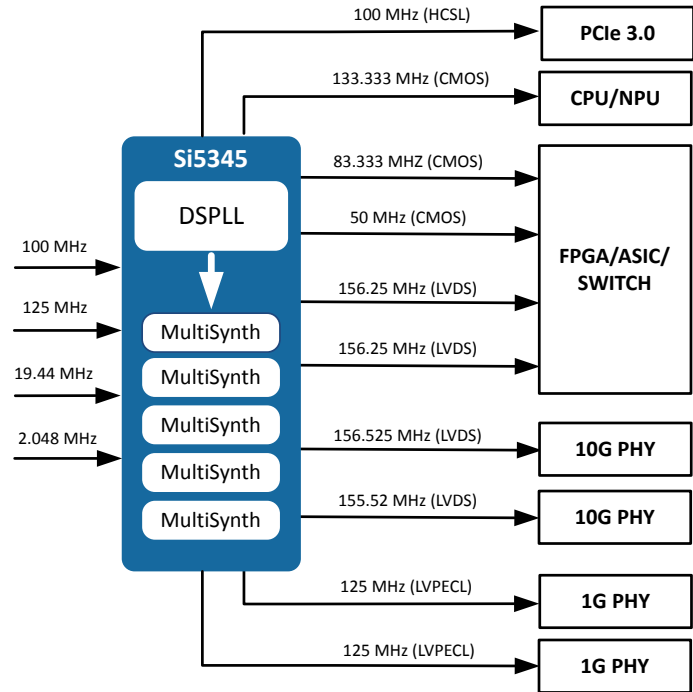 100 MHz (HCSL)
PCIe 3.0
133.333 MHz (CMOS)
CPU/NPU
Si5345
DSPLL
MultiSynth
MultiSynth
MultiSynth
MultiSynth
MultiSynth
100 MHz
125 MHz
19.44 MHz
2.048 MHz
83.333 MHZ (CMOS)
50 MHz (CMOS)
156.25 MHz (LVDS)
156.25 MHz (LVDS)
FPGA/ASIC/
SWITCH
156.525 MHz (LVDS)
10G PHY
155.52 MHz (LVDS)
10G PHY
125 MHz (LVPECL)
1G PHY
125 MHz (LVPECL)
1G PHY